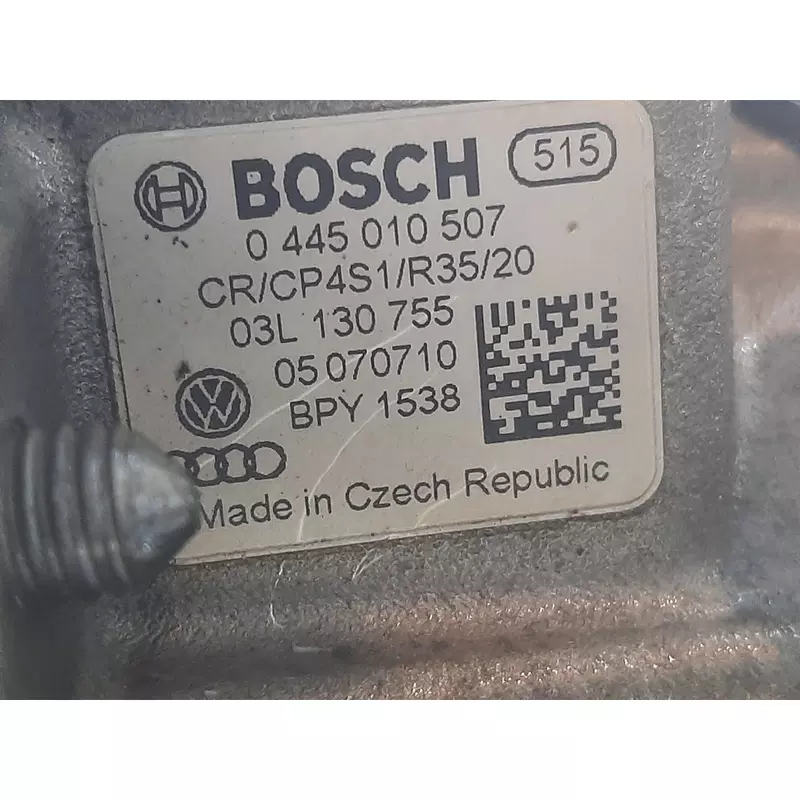 BOSCH 515
0 445 010 507
CR/CP4S1/R35/20
03L 130 755
05 070710
BPY 1538
Made in Czech Republic